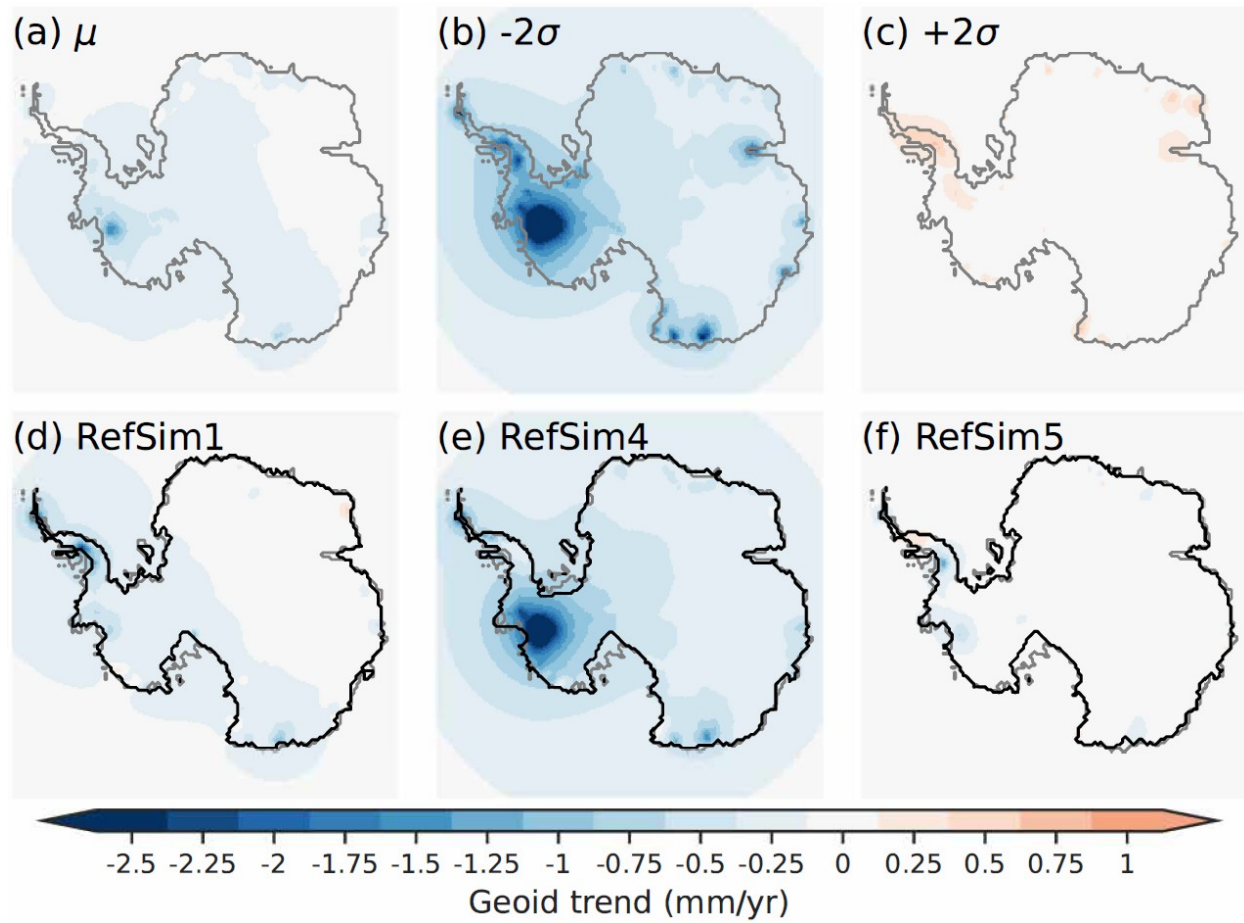 (a) μ
(b) -2σ
(c) +2σ
(d) RefSim1
(e) RefSim4
(f) RefSim5
-2.5 -2.25 -2 -1.75 -1.5 -1.25 -1 -0.75 -0.5 -0.25 0 0.25 0.5 0.75 1
Geoid trend (mm/yr)